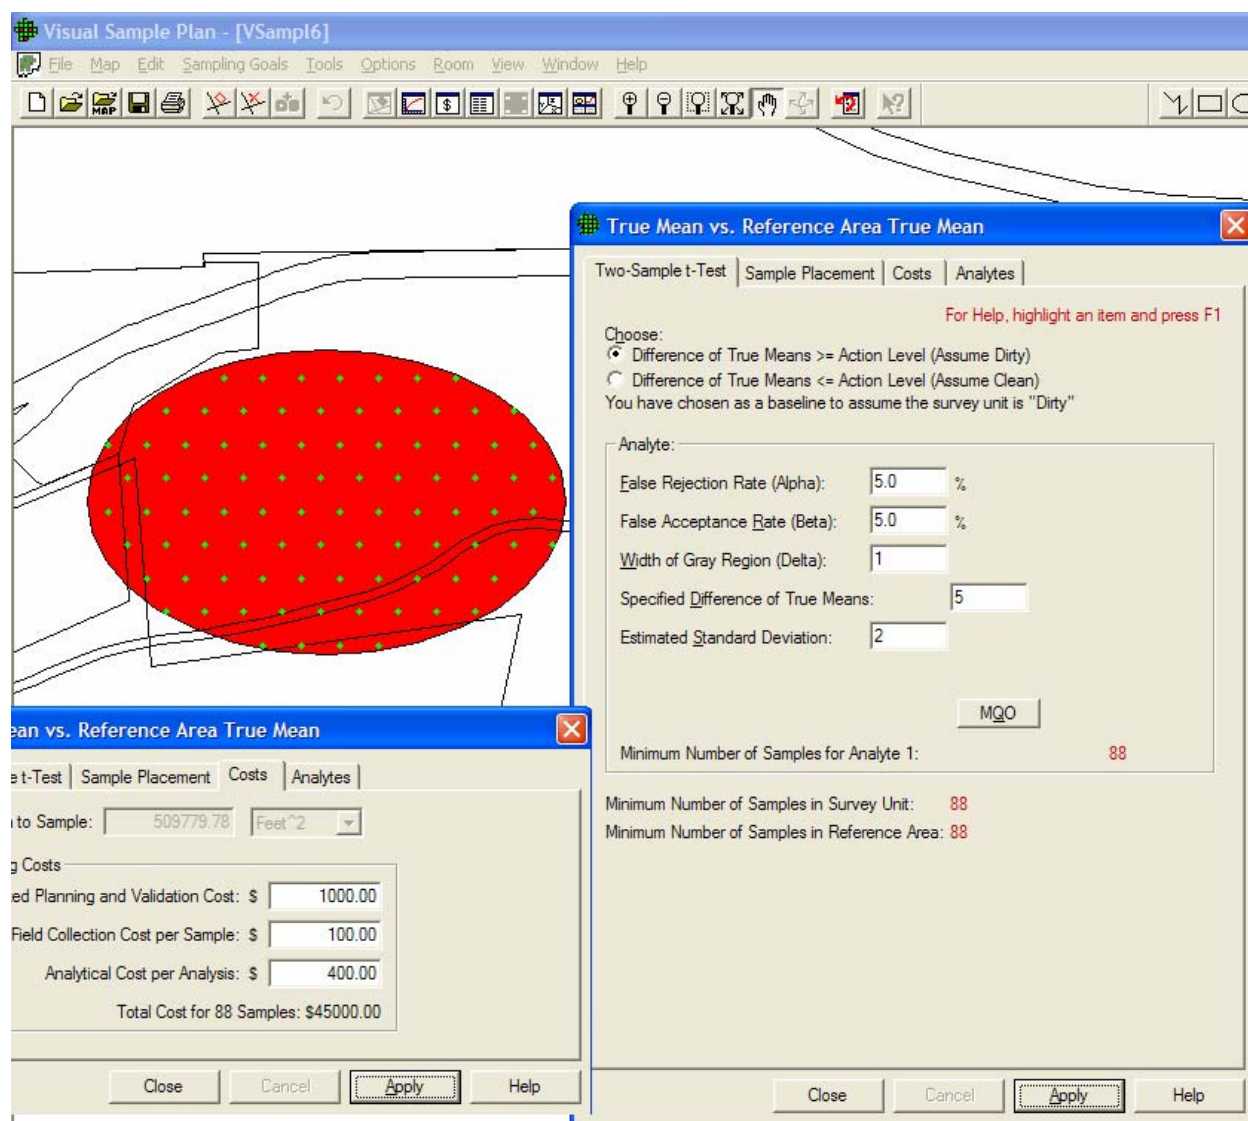 Visual Sample Plan - [VSampl6]
File Map Edit Sampling Goals Tools Options Room View Window Help
MAP $ ?
True Mean vs. Reference Area True Mean
Two-Sample t-Test Sample Placement Costs Analytes
For Help, highlight an item and press F1
Choose:
Difference of True Means >= Action Level (Assume Dirty)
Difference of True Means <= Action Level (Assume Clean)
You have chosen as a baseline to assume the survey unit is "Dirty"
Analyte:
False Rejection Rate (Alpha): 5.0 %
False Acceptance Rate (Beta): 5.0 %
Width of Gray Region (Delta): 1
Specified Difference of True Means: 5
Estimated Standard Deviation: 2
MQO
Minimum Number of Samples for Analyte 1: 88
Minimum Number of Samples in Survey Unit: 88
Minimum Number of Samples in Reference Area: 88
Close Cancel Apply Help
ean vs. Reference Area True Mean
e t-Test Sample Placement Costs Analytes
to Sample: 509779.78 Feet^2
g Costs
ed Planning and Validation Cost: $ 1000.00
Field Collection Cost per Sample: $ 100.00
Analytical Cost per Analysis: $ 400.00
Total Cost for 88 Samples: $45000.00
Close Cancel Apply Help